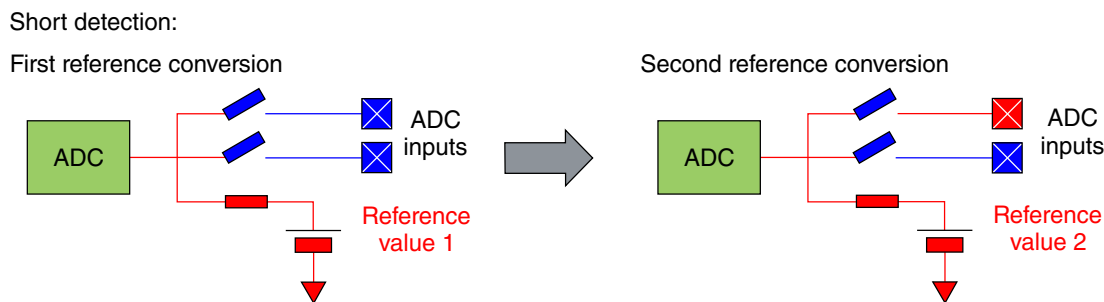 Short detection:
First reference conversion
ADC
ADC
inputs
Reference
value 1
Second reference conversion
ADC
ADC
inputs
Reference
value 2